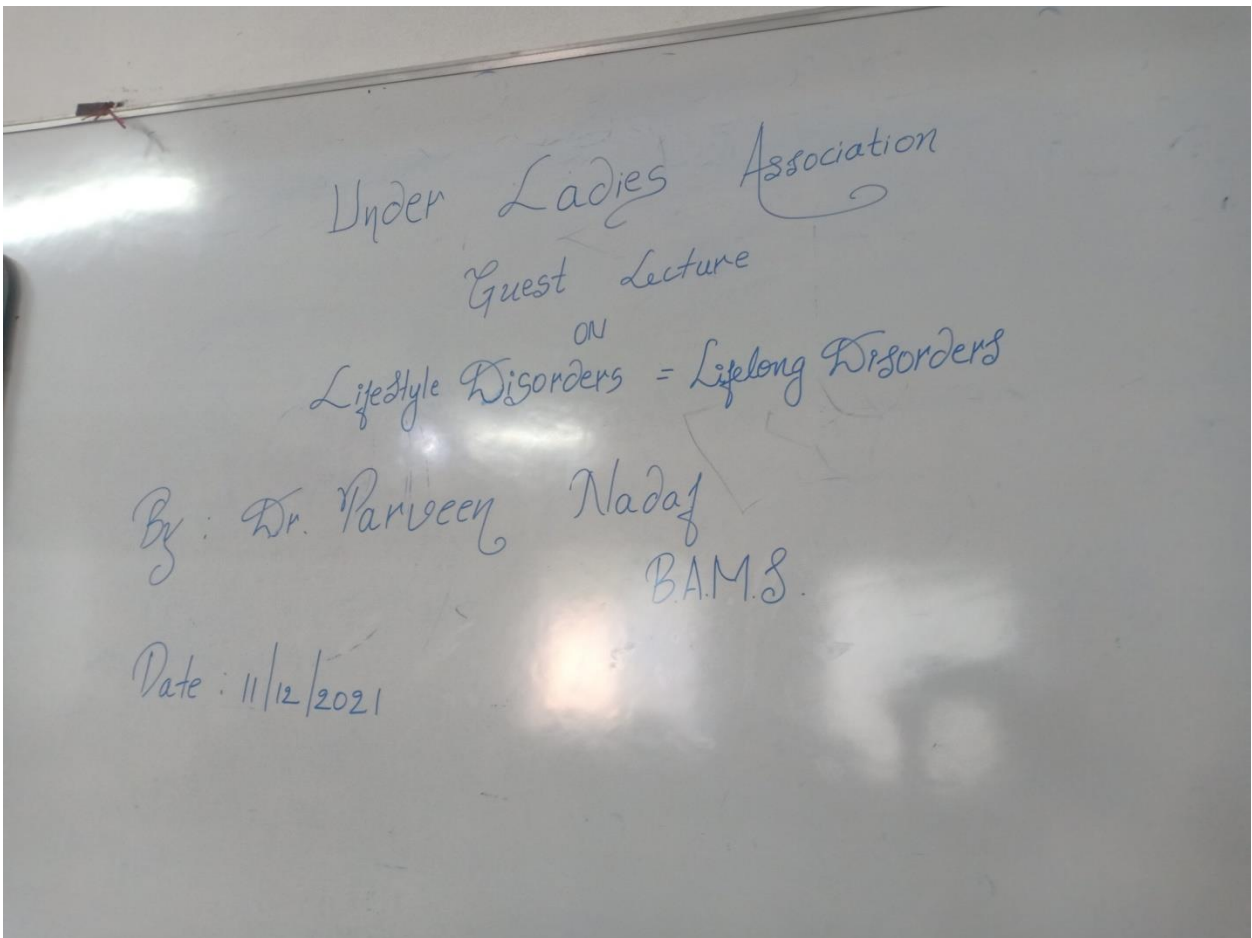 Under Ladies Association
Guest Lecture
ON
Lifestyle Disorders = Lifelong Disorders
By : Dr. Parveen Nadaf
B.A.M.S.
Date : 11/12/2021